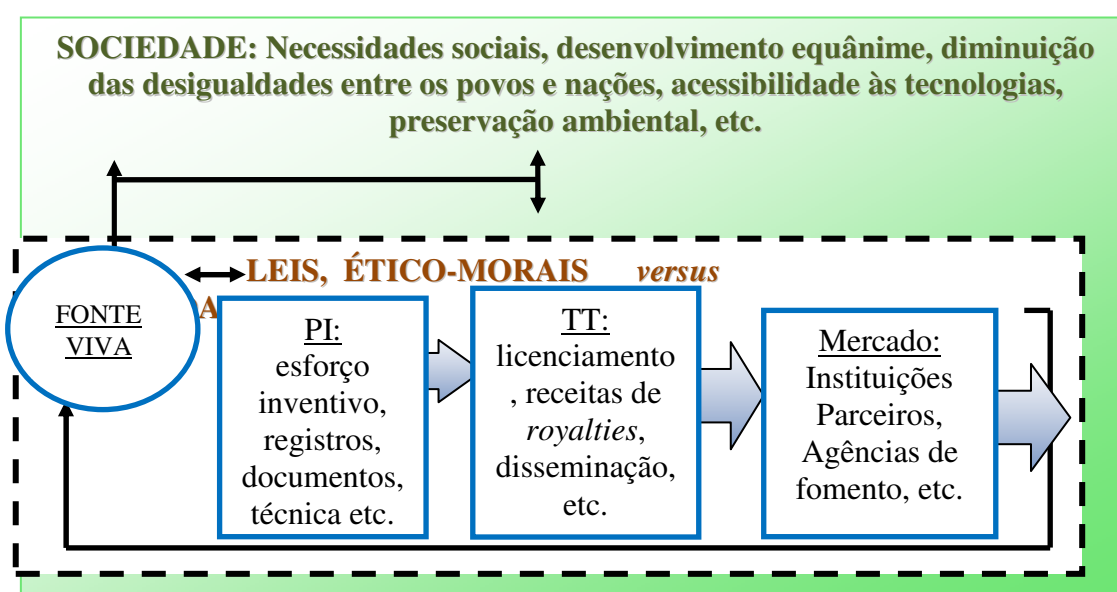 SOCIEDADE: Necessidades sociais, desenvolvimento equânime, diminuição
das desigualdades entre os povos e nações, acessibilidade às tecnologias,
preservação ambiental, etc.
LEIS, ÉTICO-MORAIS versus
FONTE
VIVA
PI:
esforço
inventivo,
registros,
documentos,
técnica etc.
TT:
licenciamento
, receitas de
royalties,
disseminação,
etc.
Mercado:
Instituições
Parceiros,
Agências de
fomento, etc.